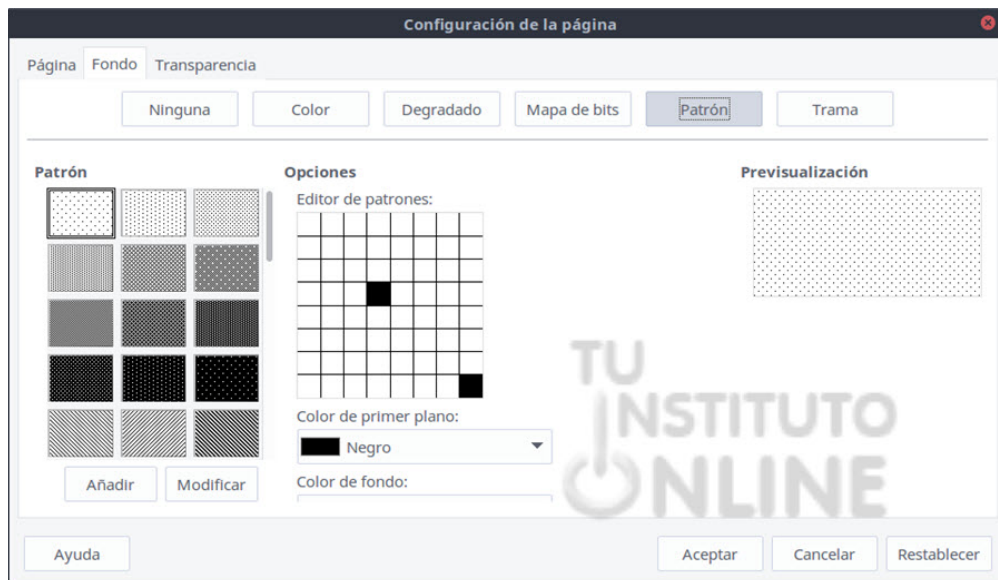 Configuración de la página
Página Fondo Transparencia
Ninguna Color Degradado Mapa de bits Patrón Trama
Patrón
Opciones
Previsualización
Editor de patrones:
Color de primer plano:
Negro
Color de fondo:
Añadir Modificar
TU
INSTITUTO
ONLINE
Ayuda Aceptar Cancelar Restablecer